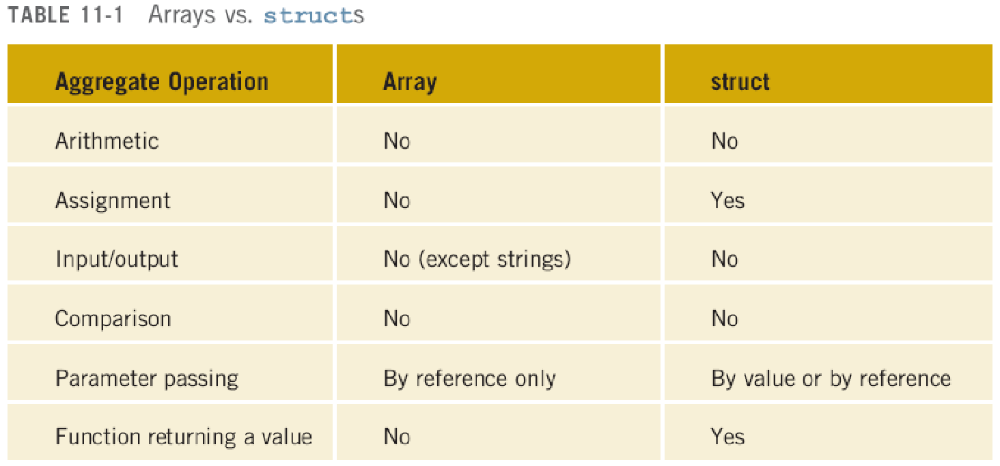 TABLE 11-1 Arrays vs. structs
Aggregate Operation Array struct
Arithmetic No No
Assignment No Yes
Input/output No (except strings) No
Comparison No No
Parameter passing By reference only By value or by reference
Function returning a value No Yes